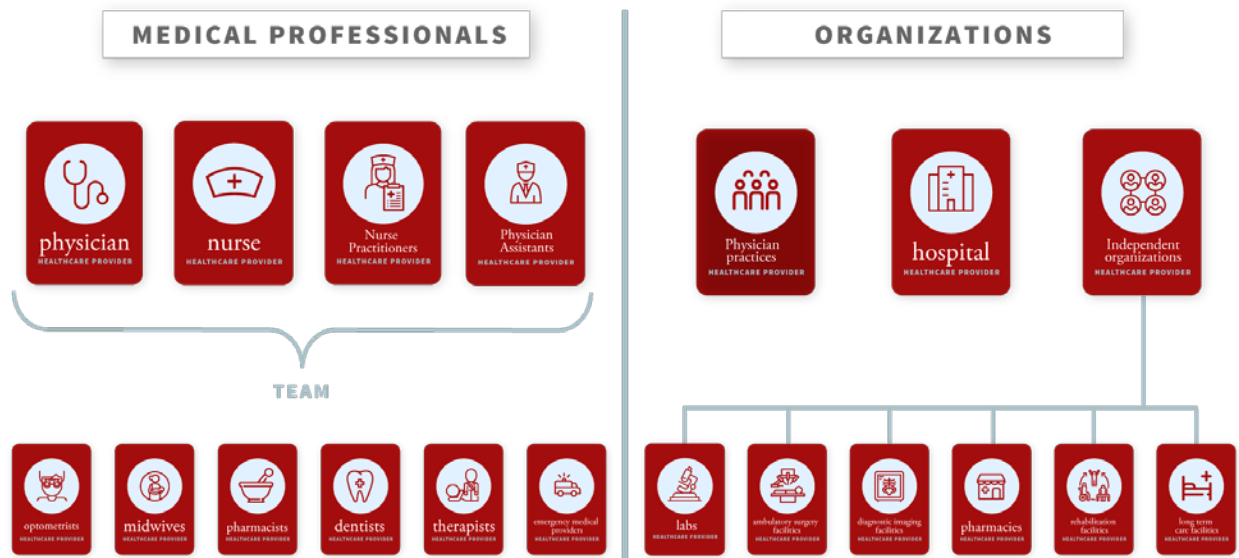 MEDICAL PROFESSIONALS
ORGANIZATIONS
physician
HEALTHCARE PROVIDER
nurse
HEALTHCARE PROVIDER
Nurse
Practitioners
HEALTHCARE PROVIDER
Physician
Assistants
HEALTHCARE PROVIDER
Physician
practices
HEALTHCARE PROVIDER
hospital
HEALTHCARE PROVIDER
Independent
organizations
HEALTHCARE PROVIDER
TEAM
optometrists
HEALTHCARE PROVIDER
midwives
HEALTHCARE PROVIDER
pharmacists
HEALTHCARE PROVIDER
dentists
HEALTHCARE PROVIDER
therapists
HEALTHCARE PROVIDER
emergency medical
providers
HEALTHCARE PROVIDER
labs
HEALTHCARE PROVIDER
ambulatory surgery
facilities
HEALTHCARE PROVIDER
diagnostic imaging
facilities
HEALTHCARE PROVIDER
pharmacies
HEALTHCARE PROVIDER
rehabilitation
facilities
HEALTHCARE PROVIDER
long term
care facilities
HEALTHCARE PROVIDER